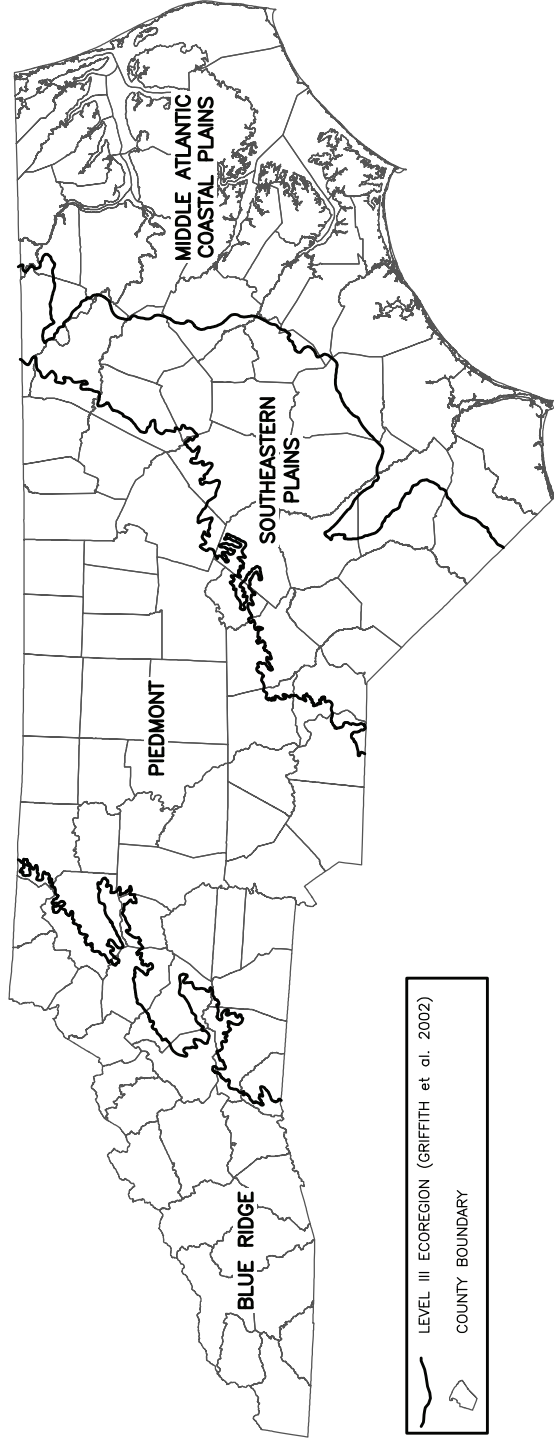 BLUE RIDGE
PIEDMONT
SOUTHEASTERN
PLAINS
MIDDLE ATLANTIC
COASTAL PLAINS
LEVEL III ECOREGION (GRIFFITH et al. 2002)
COUNTY BOUNDARY